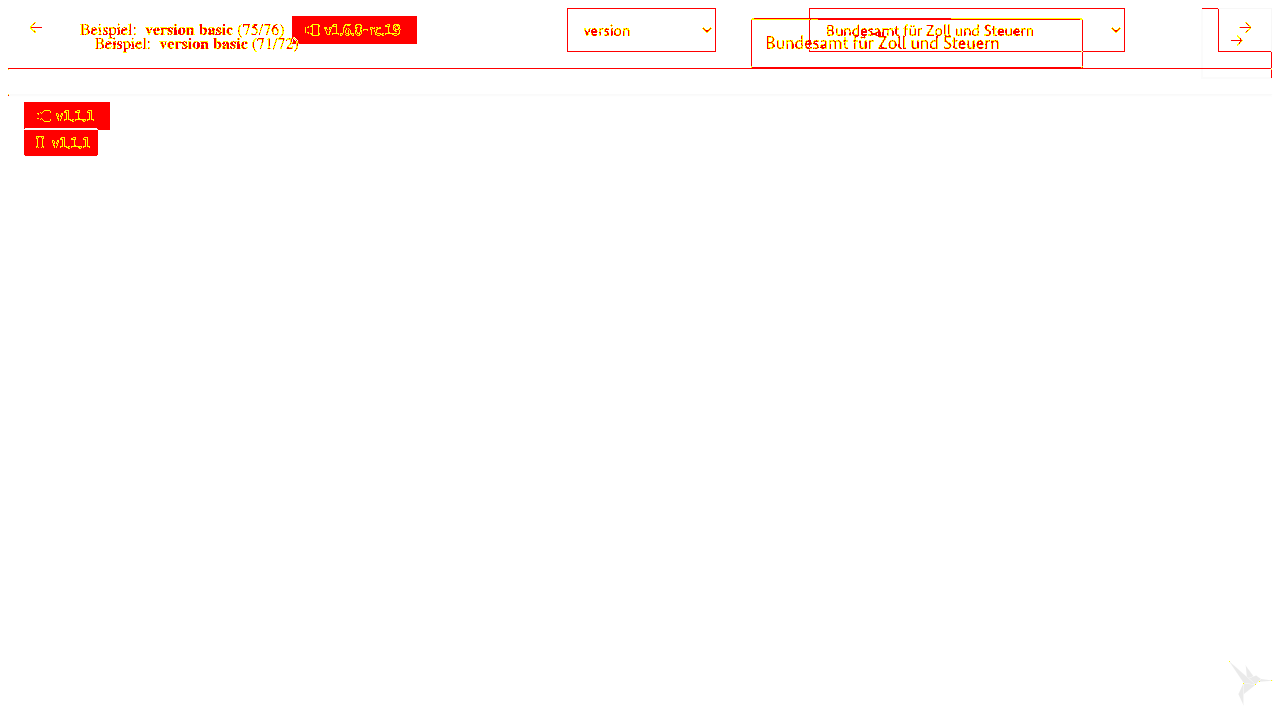 Beispiel: version basic (75/76) v1.6.0-rc.19 version Bundesamt für Zoll und Steuern
Beispiel: version basic (71/72) Bundesamt für Zoll und Steuern
v1.1.1
v1.1.1